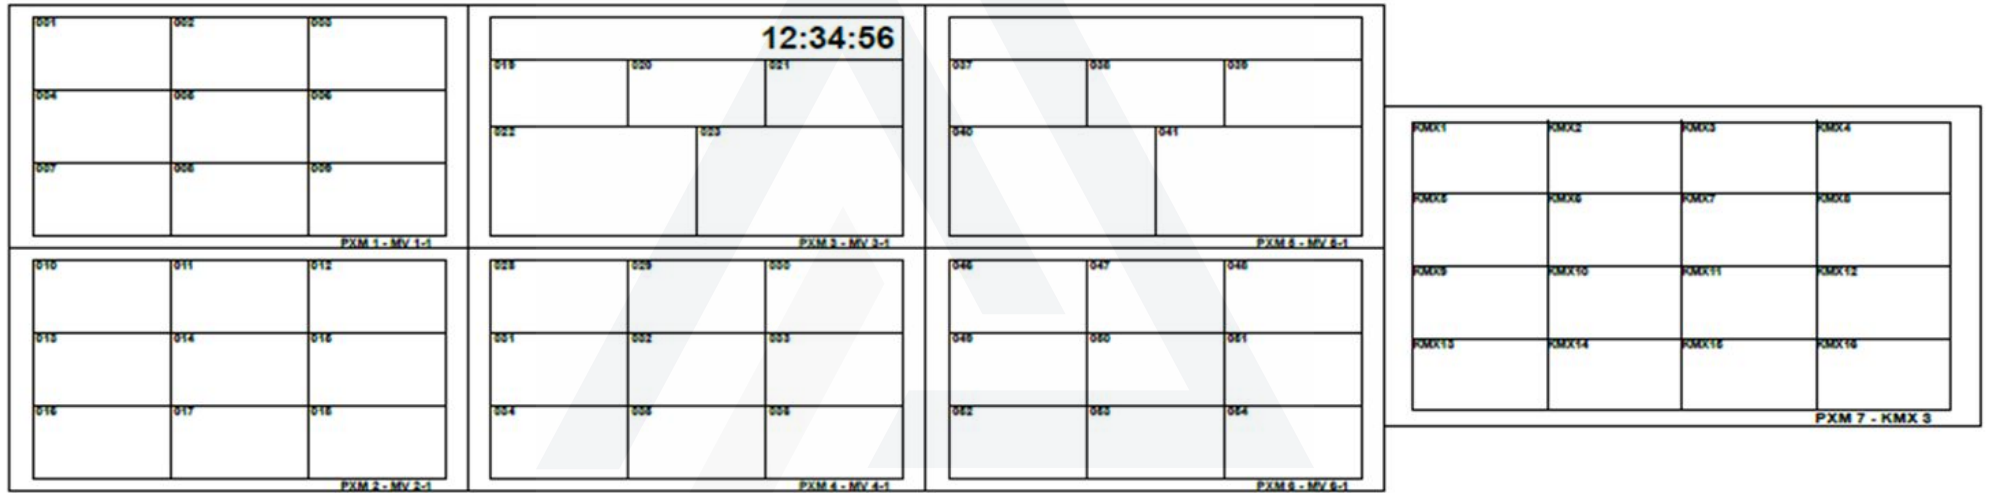 001 002 003
004 005 006
007 008 009
PXM 1 - MV 1-1
12:34:56
019 020 021
022 023
PXM 3 - MV 3-1
037 038 039
040 041
PXM 5 - MV 5-1
010 011 012
013 014 015
016 017 018
PXM 2 - MV 2-1
028 029 030
031 032 033
034 035 036
PXM 4 - MV 4-1
046 047 048
049 050 051
052 053 054
PXM 6 - MV 6-1
KMX1 KMX2 KMX3 KMX4
KMX5 KMX6 KMX7 KMX8
KMX9 KMX10 KMX11 KMX12
KMX13 KMX14 KMX15 KMX16
PXM 7 - KMX 3